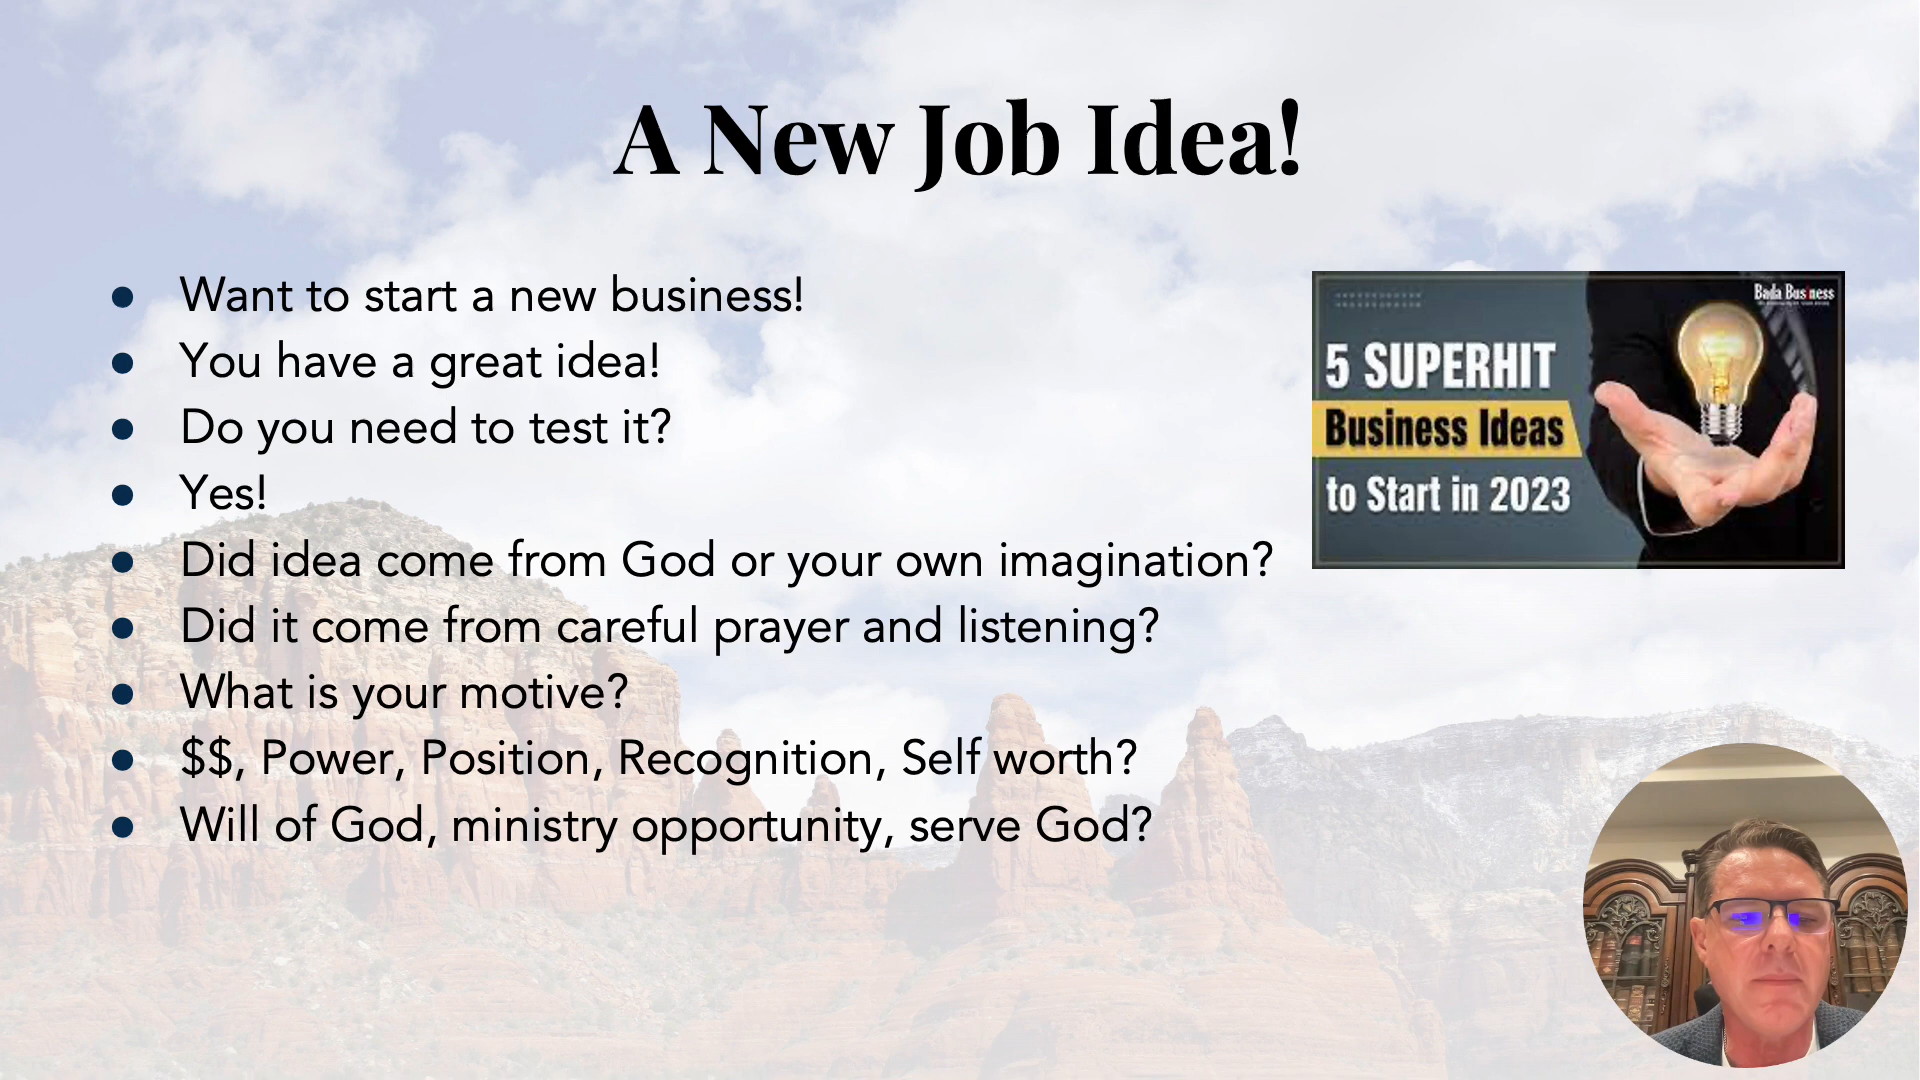 A New Job Idea!
● Want to start a new business!
● You have a great idea!
● Do you need to test it?
● Yes!
● Did idea come from God or your own imagination?
● Did it come from careful prayer and listening?
● What is your motive?
● $$, Power, Position, Recognition, Self worth?
● Will of God, ministry opportunity, serve God?
Bada Business
5 SUPERHIT
Business Ideas
to Start in 2023